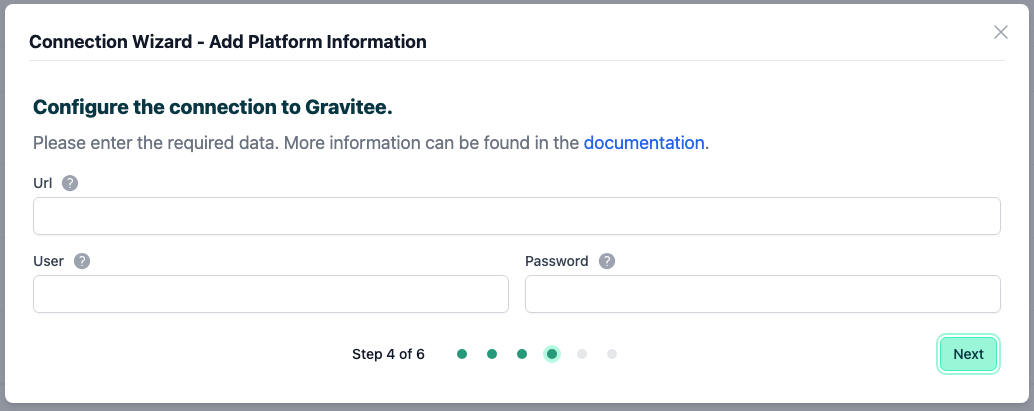 Connection Wizard - Add Platform Information
Configure the connection to Gravitee.
Please enter the required data. More information can be found in the documentation.
Url ?
User ?
Password ?
Step 4 of 6
Next